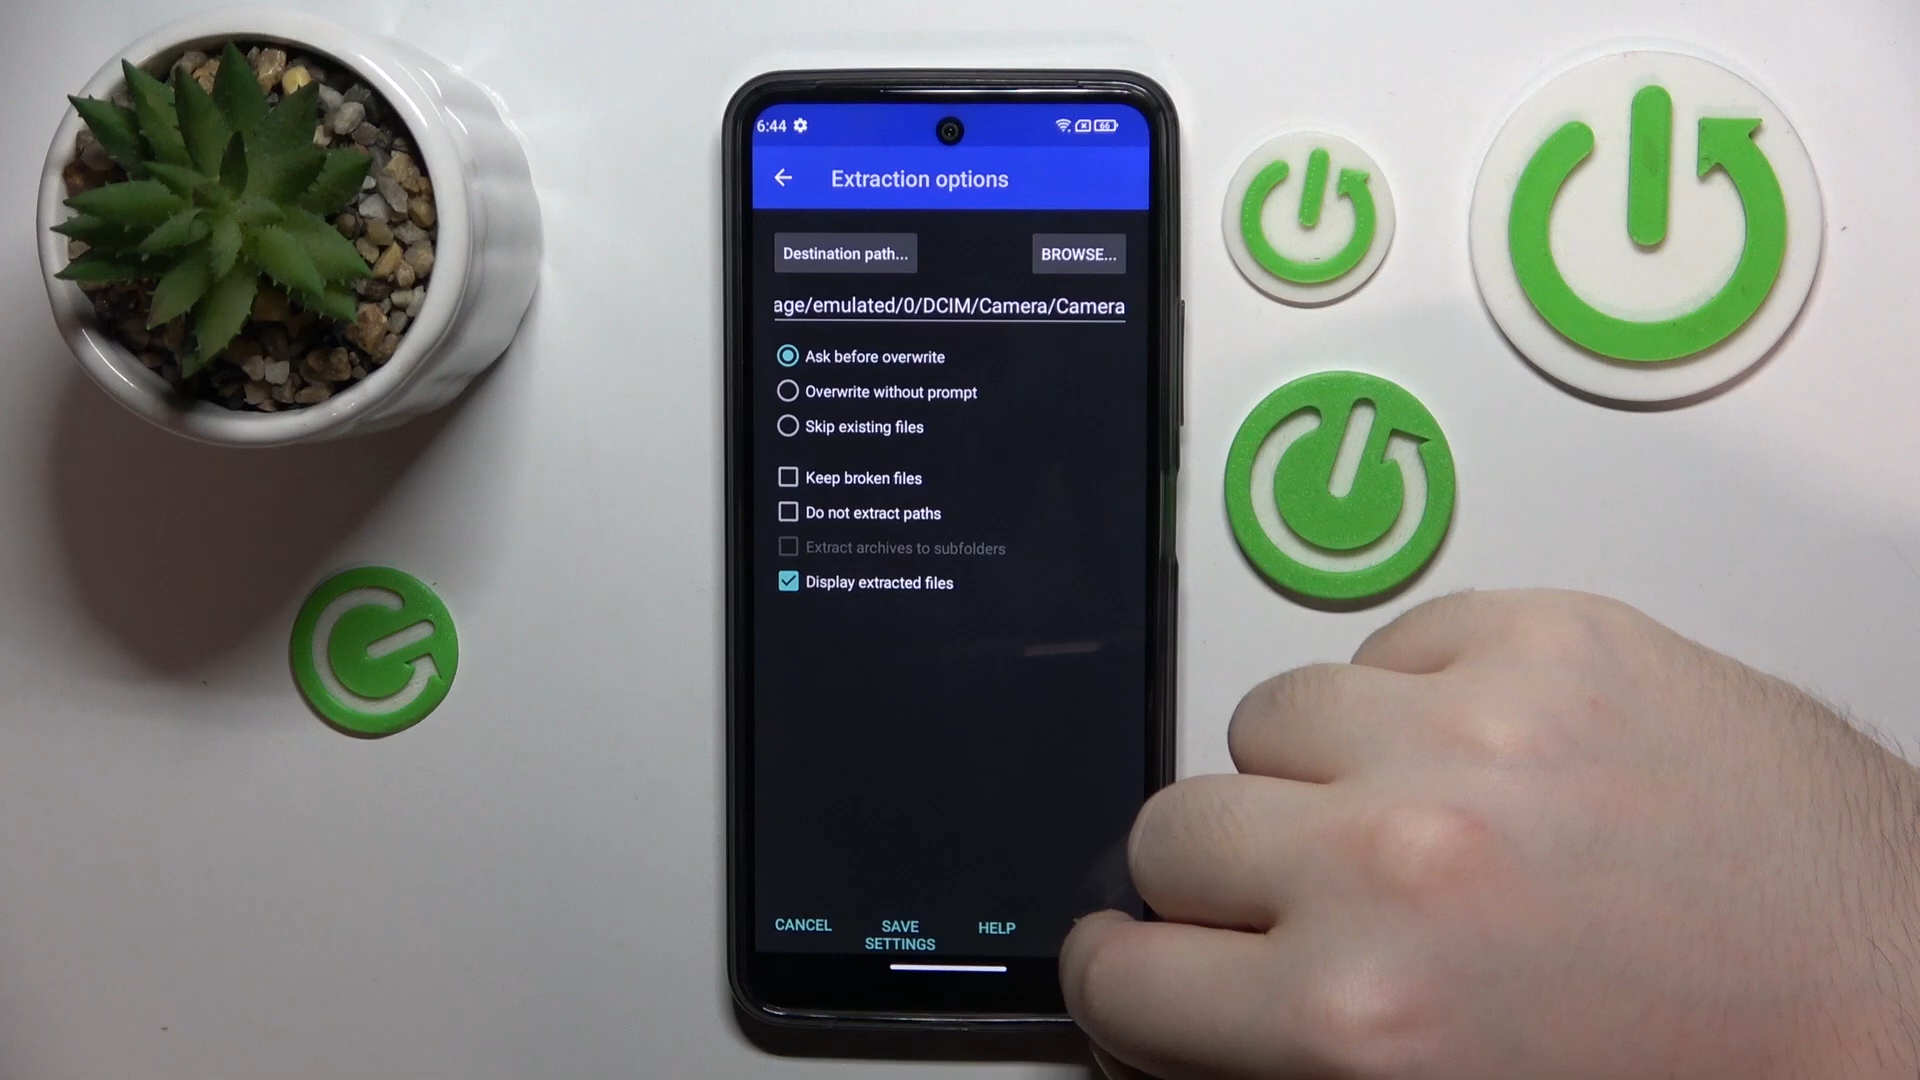 6:44
66
Extraction options
Destination path...
BROWSE...
age/emulated/0/DCIM/Camera/Camera
Ask before overwrite
Overwrite without prompt
Skip existing files
Keep broken files
Do not extract paths
Extract archives to subfolders
Display extracted files
CANCEL
SAVE
SETTINGS
HELP